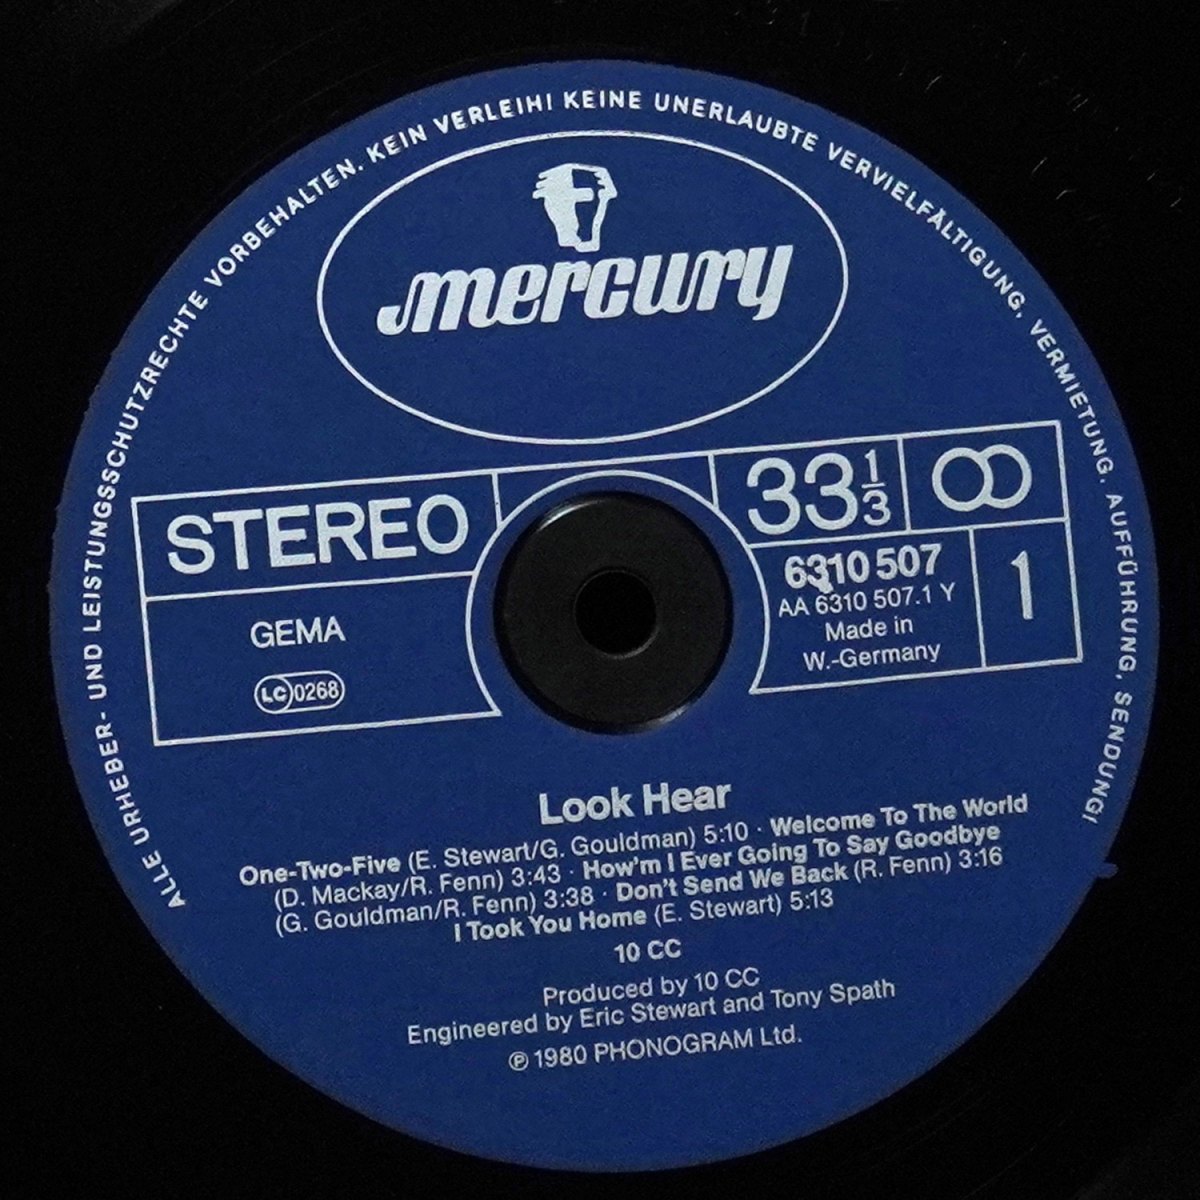 ALLE URHEBER- UND LEISTUNGSSCHUTZRECHTE VORBEHALTEN. KEIN VERLEIH! KEINE UNERLAUBTE VERVIELFÄLTIGUNG, VERMIETUNG, AUFFÜHRUNG, SENDUNG!
mercury
STEREO
33 1/3
GEMA
LC 0268
6310 507
AA 6310 507.1 Y
Made in
W.-Germany
1
Look Hear
One-Two-Five (E. Stewart/G. Gouldman) 5:10 · Welcome To The World
(D. Mackay/R. Fenn) 3:43 · How'm I Ever Going To Say Goodbye
(G. Gouldman/R. Fenn) 3:38 · Don't Send We Back (R. Fenn) 3:16
I Took You Home (E. Stewart) 5:13
10 CC
Produced by 10 CC
Engineered by Eric Stewart and Tony Spath
℗ 1980 PHONOGRAM Ltd.